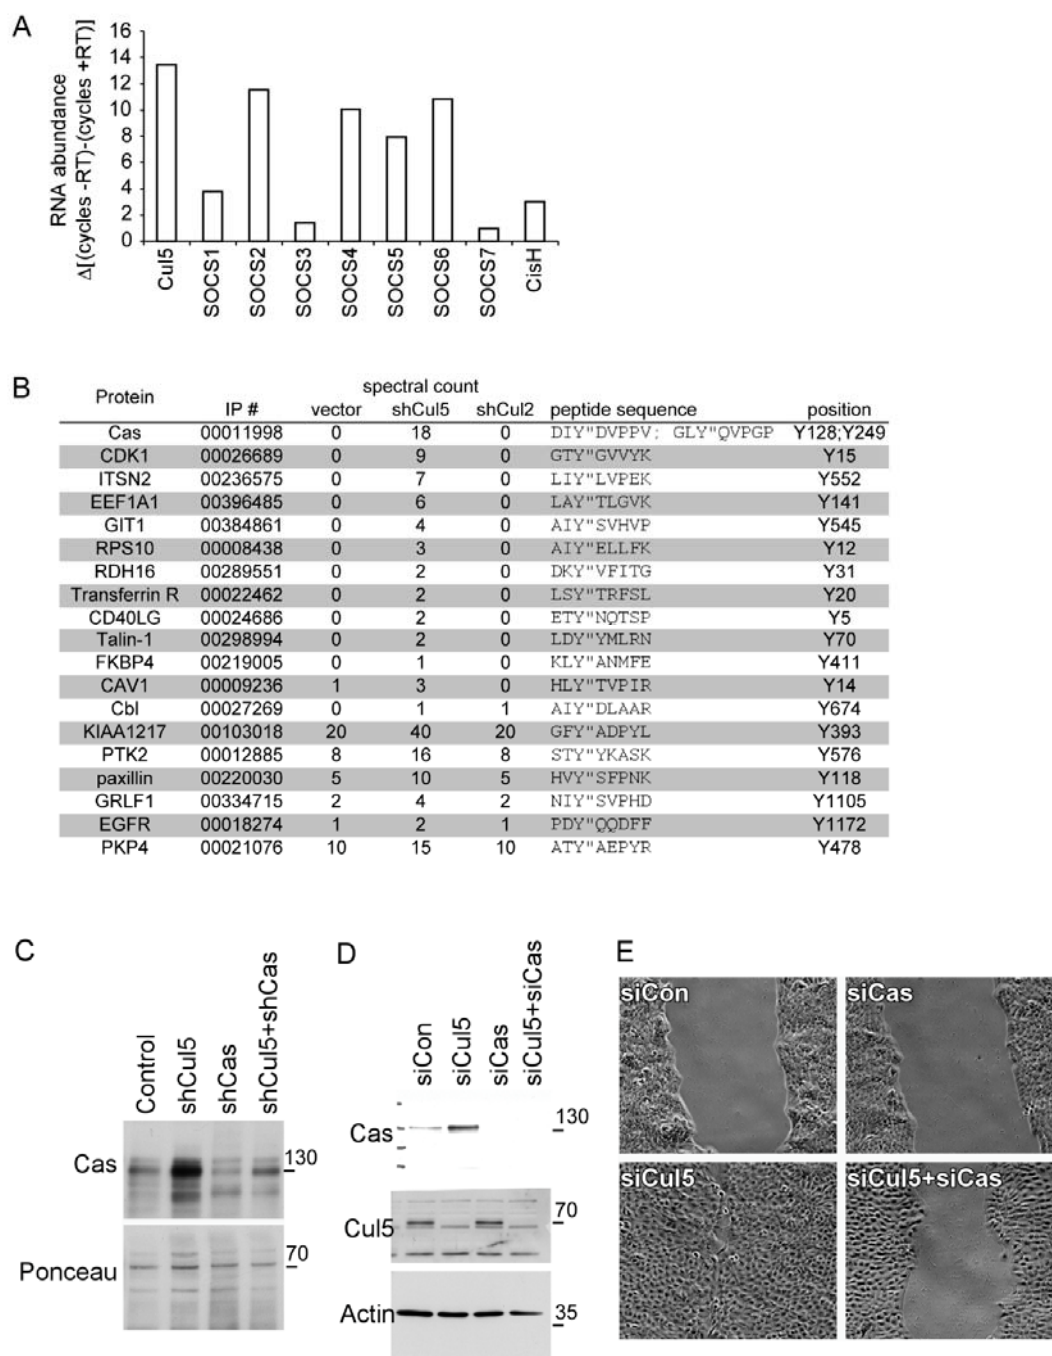 A
RNA abundance
Δ[(cycles -RT)-(cycles +RT)]
16
14
12
10
8
6
4
2
0
Cul5
SOCS1
SOCS2
SOCS3
SOCS4
SOCS5
SOCS6
SOCS7
CisH
B
spectral count
Protein IP # vector shCul5 shCul2 peptide sequence position
Cas 00011998 0 18 0 DIY"DVPPV; GLY"QVPGP Y128;Y249
CDK1 00026689 0 9 0 GTY"GVVYK Y15
ITSN2 00236575 0 7 0 LIY"LVPEK Y552
EEF1A1 00396485 0 6 0 LAY"TLGVK Y141
GIT1 00384861 0 4 0 AIY"SVHVP Y545
RPS10 00008438 0 3 0 AIY"ELLFK Y12
RDH16 00289551 0 2 0 DKY"VFITG Y31
Transferrin R 00022462 0 2 0 LSY"TRFSL Y20
CD40LG 00024686 0 2 0 ETY"NQTSP Y5
Talin-1 00298994 0 2 0 LDY"YMLRN Y70
FKBP4 00219005 0 1 0 KLY"ANMFE Y411
CAV1 00009236 1 3 0 HLY"TVPIR Y14
Cbl 00027269 0 1 1 AIY"DLAAR Y674
KIAA1217 00103018 20 40 20 GFY"ADPYL Y393
PTK2 00012885 8 16 8 STY"YKASK Y576
paxillin 00220030 5 10 5 HVY"SFPNK Y118
GRLF1 00334715 2 4 2 NIY"SVPHD Y1105
EGFR 00018274 1 2 1 PDY"QQDFF Y1172
PKP4 00021076 10 15 10 ATY"AEPYR Y478
C
Control
shCul5
shCas
shCul5+shCas
Cas
130
70
Ponceau
D
siCon
siCul5
siCas
siCul5+siCas
Cas
130
Cul5
70
Actin
35
E
siCon
siCas
siCul5
siCul5+siCas